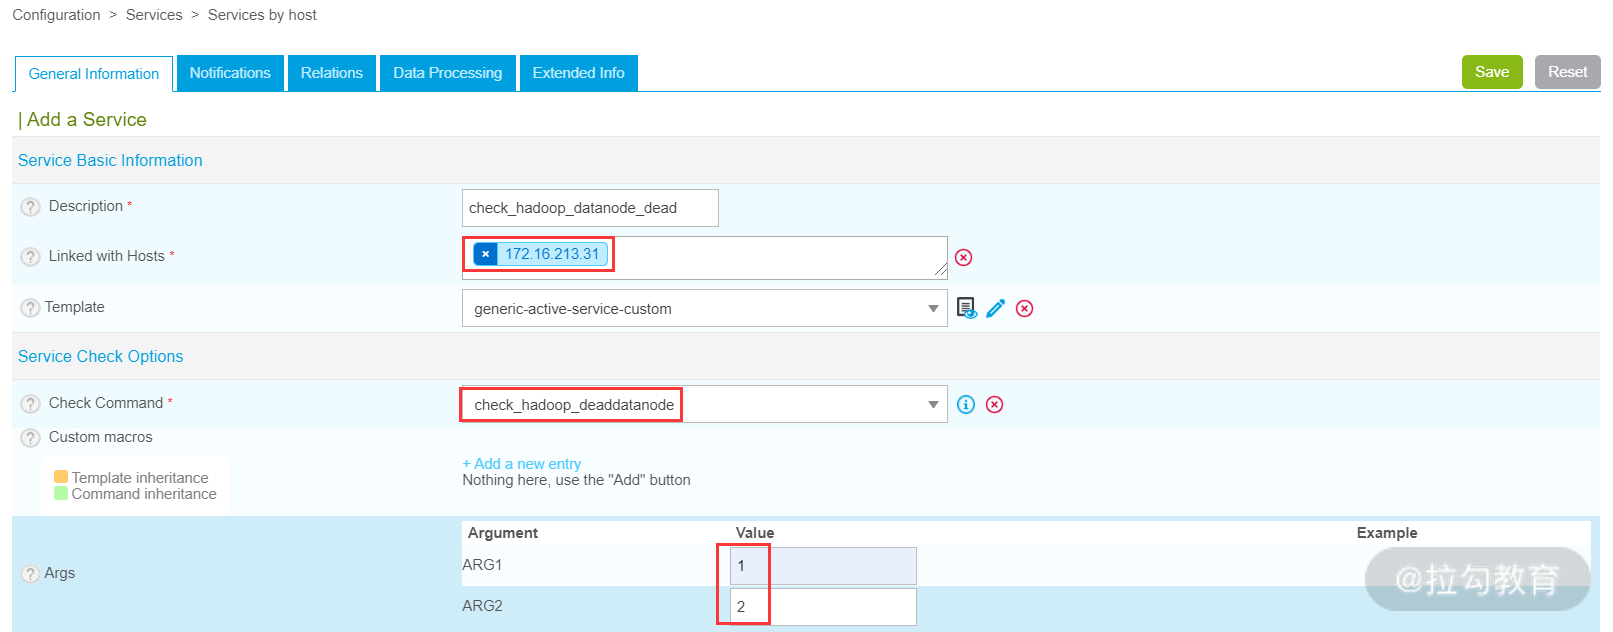 Configuration > Services > Services by host
General Information Notifications Relations Data Processing Extended Info Save Reset
| Add a Service
Service Basic Information
? Description * check_hadoop_datanode_dead
? Linked with Hosts * × 172.16.213.31
? Template generic-active-service-custom
Service Check Options
? Check Command * check_hadoop_deaddatanode
? Custom macros
+ Add a new entry
Template inheritance Nothing here, use the "Add" button
Command inheritance
Argument Value Example
ARG1 1
? Args @拉勾教育
ARG2 2